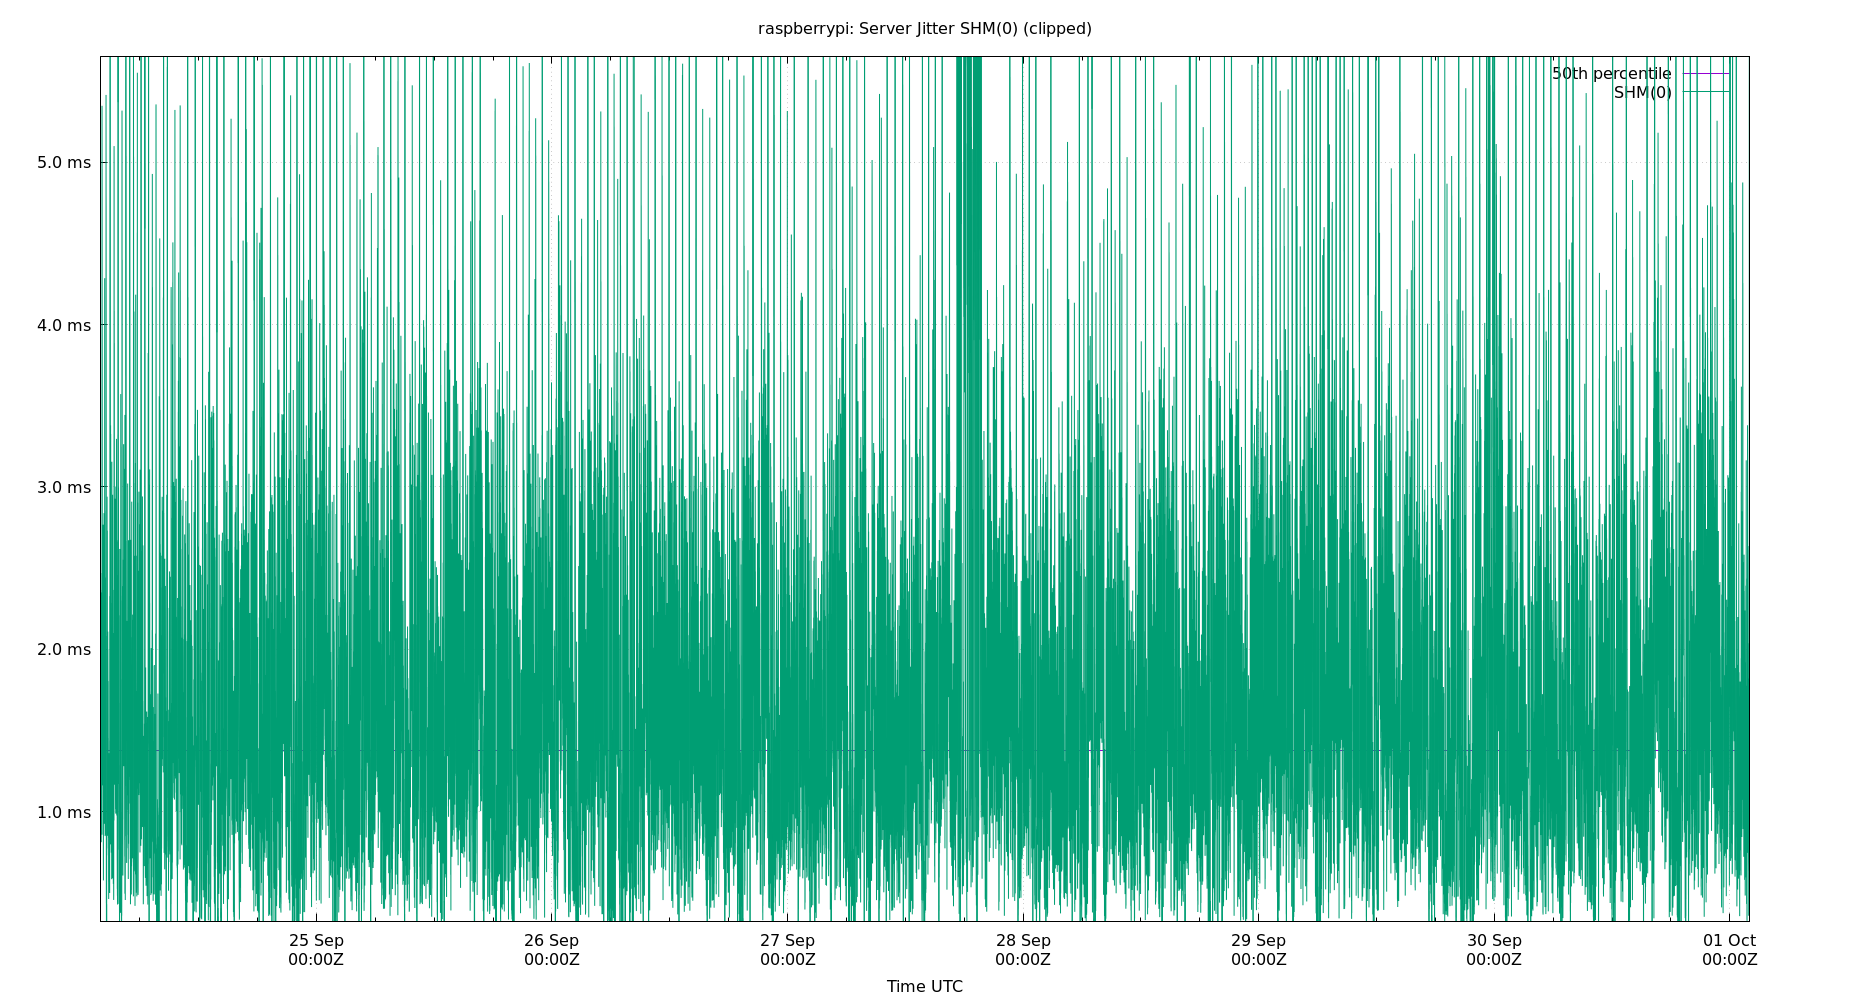 raspberrypi: Server Jitter SHM(0) (clipped)
50th percentile
SHM(0)
5.0 ms
4.0 ms
3.0 ms
2.0 ms
1.0 ms
25 Sep 26 Sep 27 Sep 28 Sep 29 Sep 30 Sep 01 Oct
00:00Z 00:00Z 00:00Z 00:00Z 00:00Z 00:00Z 00:00Z
Time UTC